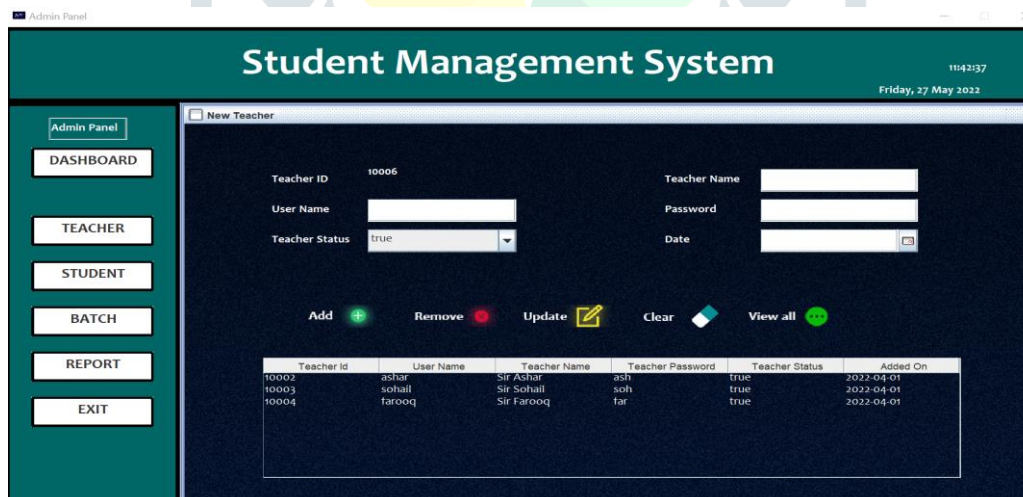 Admin Panel
Student Management System
11:42:37
Friday, 27 May 2022
Admin Panel
DASHBOARD
TEACHER
STUDENT
BATCH
REPORT
EXIT
New Teacher
Teacher ID 10006 Teacher Name
User Name Password
Teacher Status true Date
Add Remove Update Clear View all
Teacher Id User Name Teacher Name Teacher Password Teacher Status Added On
10002 ashar Sir Ashar ash true 2022-04-01
10003 sohail Sir Sohail soh true 2022-04-01
10004 farooq Sir Farooq far true 2022-04-01